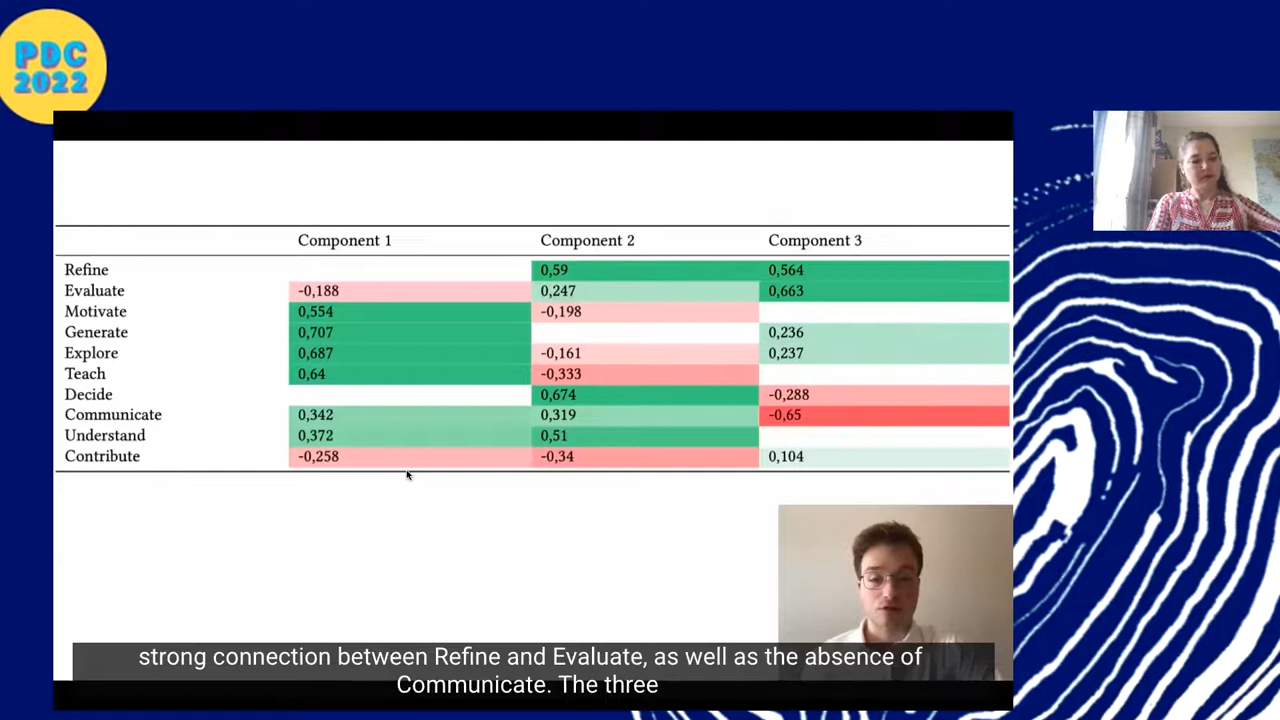 PDC
2022
Component 1 Component 2 Component 3
Refine 0,59 0,564
Evaluate -0,188 0,247 0,663
Motivate 0,554 -0,198
Generate 0,707 0,236
Explore 0,687 -0,161 0,237
Teach 0,64 -0,333
Decide 0,674 -0,288
Communicate 0,342 0,319 -0,65
Understand 0,372 0,51
Contribute -0,258 -0,34 0,104
strong connection between Refine and Evaluate, as well as the absence of
Communicate. The three